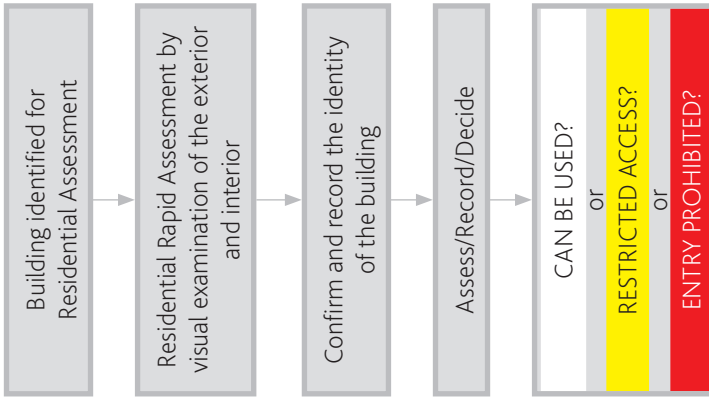 Building identified for
Residential Assessment
Residential Rapid Assessment by
visual examination of the exterior
and interior
Confirm and record the identity
of the building
Assess/Record/Decide
CAN BE USED?
or
RESTRICTED ACCESS?
or
ENTRY PROHIBITED?